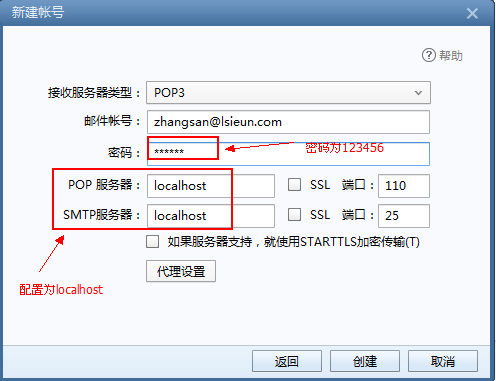 新建帐号
帮助
接收服务器类型： POP3
邮件帐号： zhangsan@lsieun.com
密码： ****** 密码为123456
POP 服务器： localhost SSL 端口： 110
SMTP服务器： localhost SSL 端口： 25
如果服务器支持，就使用STARTTLS加密传输(T)
代理设置
配置为localhost
返回 创建 取消